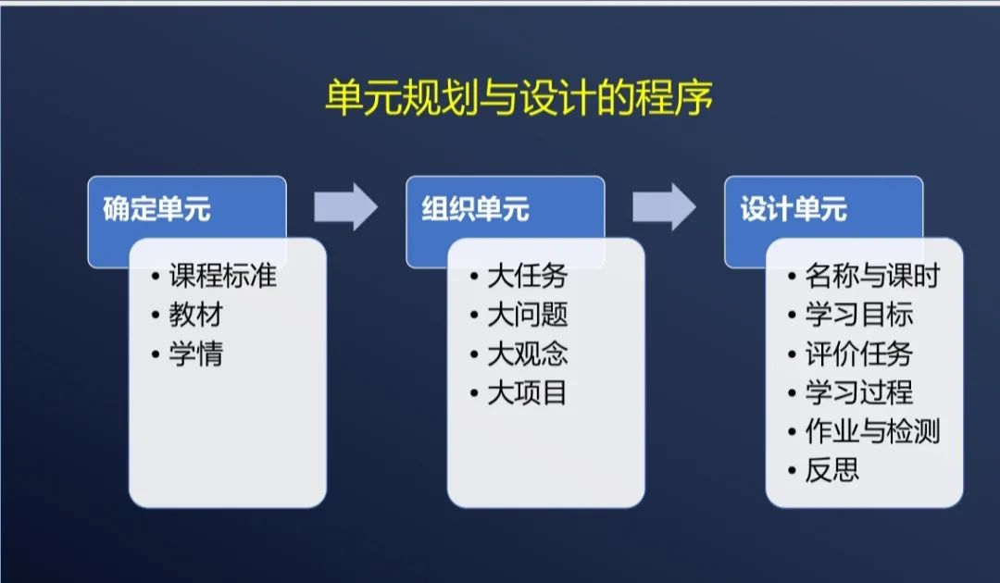 单元规划与设计的程序
确定单元
• 课程标准
• 教材
• 学情
组织单元
• 大任务
• 大问题
• 大观念
• 大项目
设计单元
• 名称与课时
• 学习目标
• 评价任务
• 学习过程
• 作业与检测
• 反思